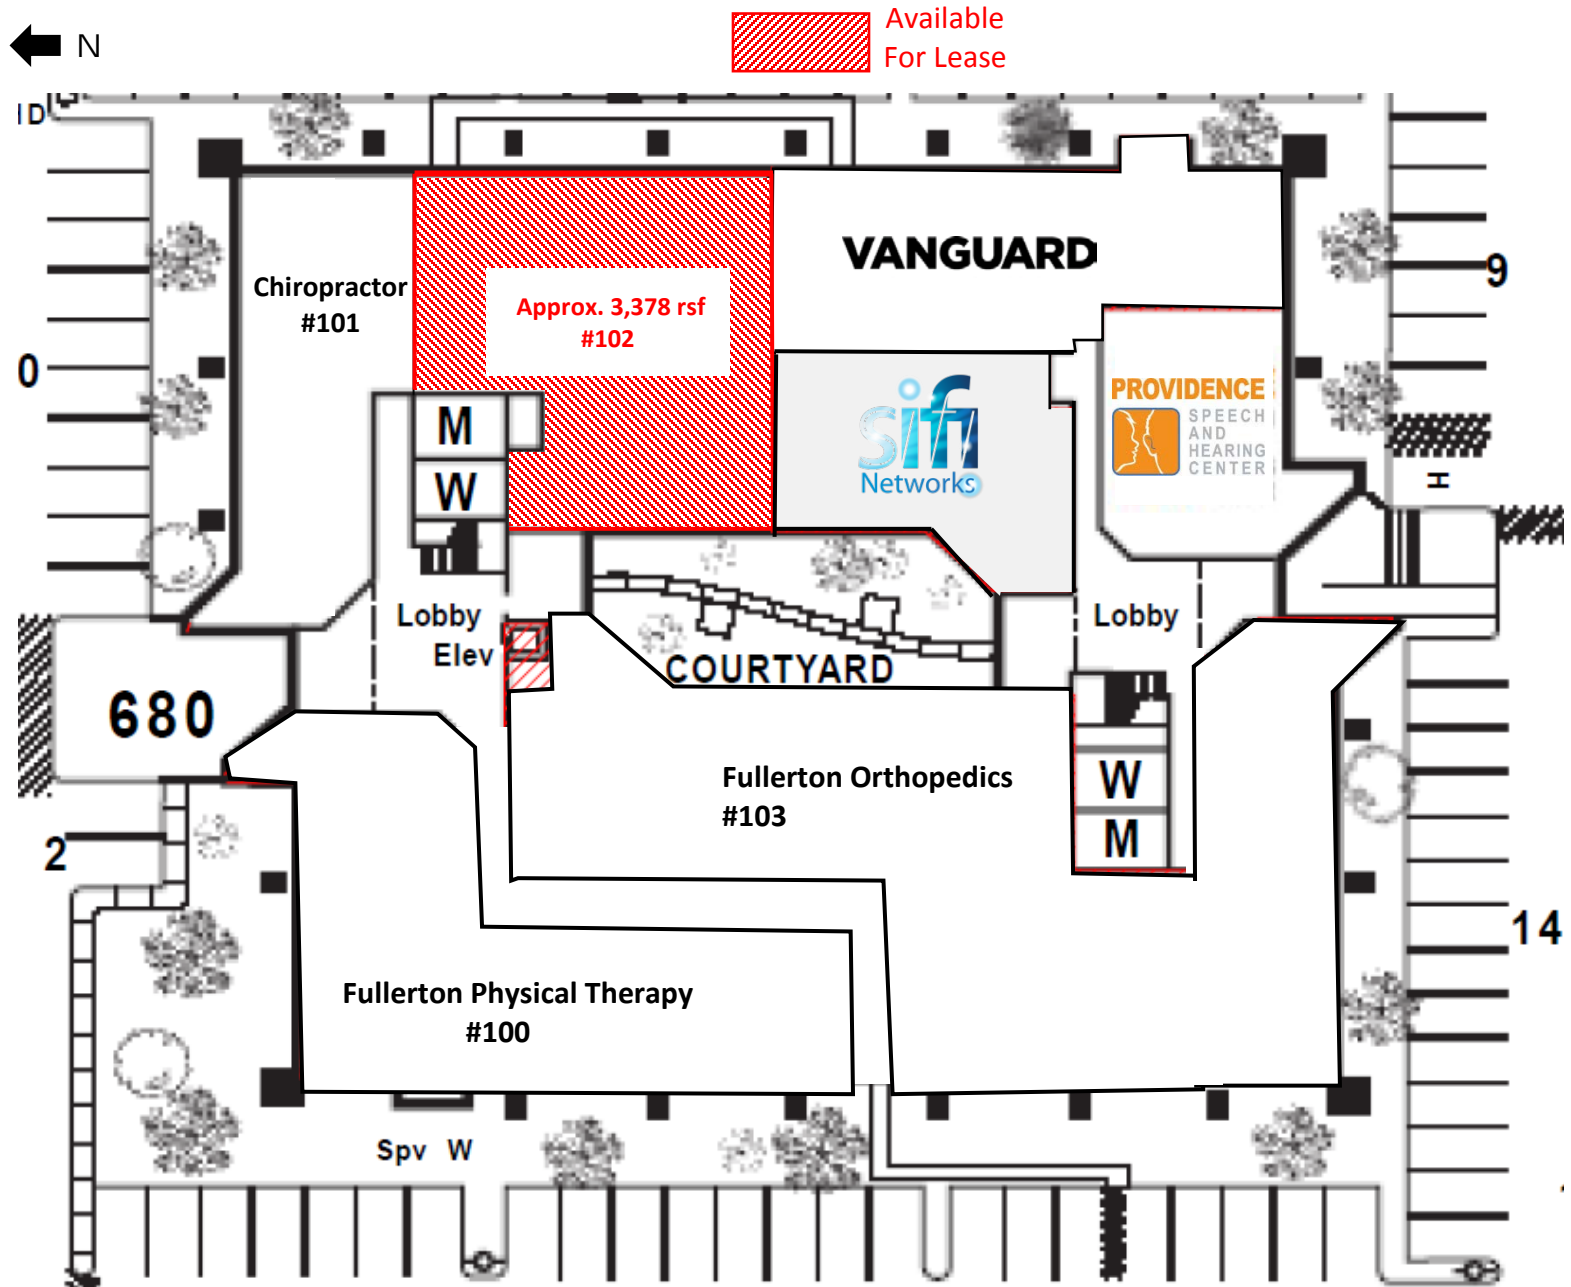 N
Available
For Lease
ID
VANGUARD
9
Chiropractor
#101
Approx. 3,378 rsf
#102
0
PROVIDENCE
SPEECH
AND
HEARING
CENTER
sifi
Networks
M
W
H
Lobby
Elev
COURTYARD
Lobby
680
Fullerton Orthopedics
#103
W
M
2
14
Fullerton Physical Therapy
#100
Spv W